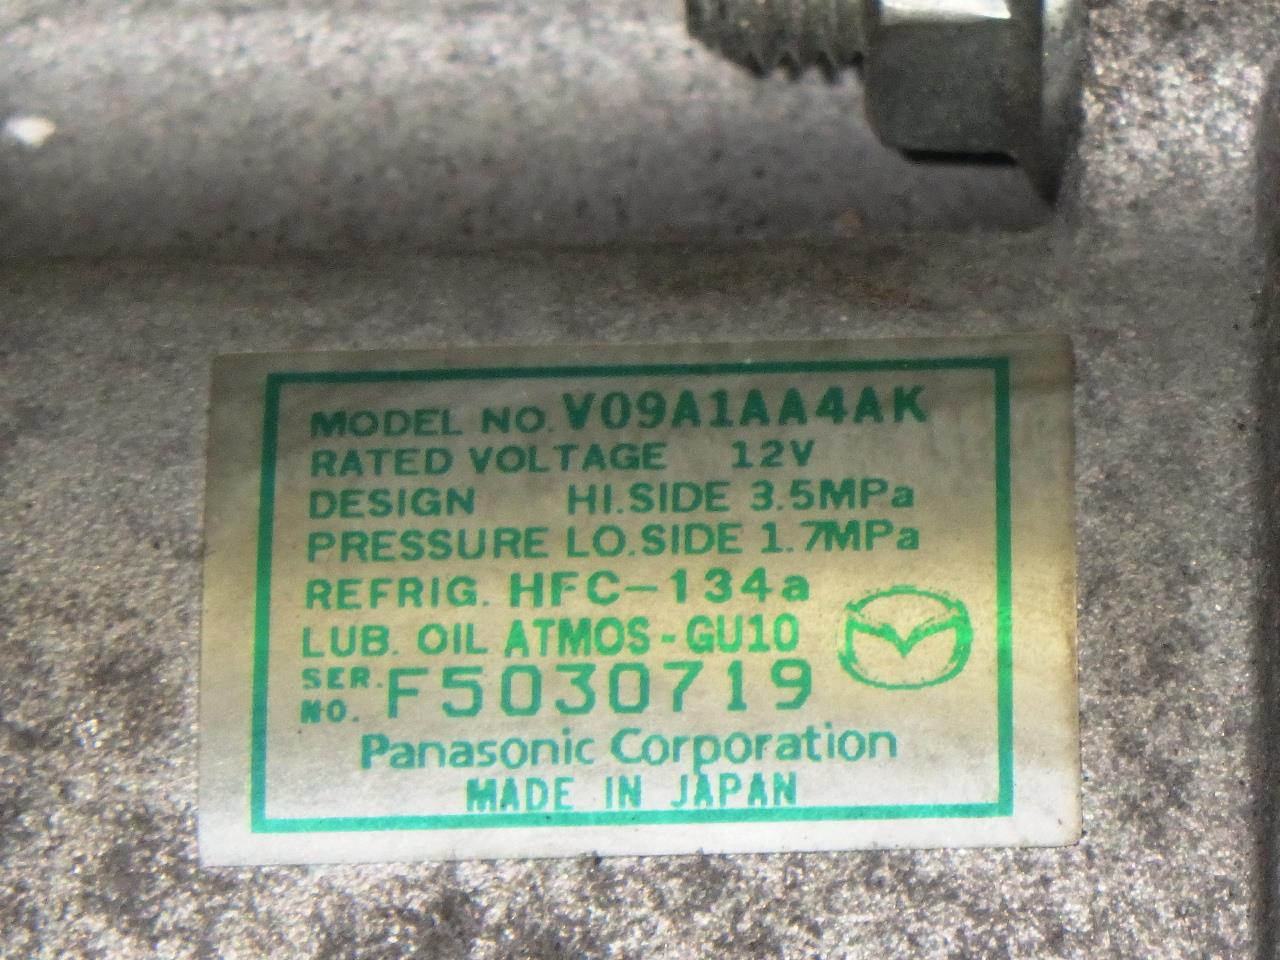 MODEL NO. V09A1AA4AK
RATED VOLTAGE 12V
DESIGN HI.SIDE 3.5MPa
PRESSURE LO.SIDE 1.7MPa
REFRIG. HFC-134a
LUB. OIL ATMOS-GU10
SER. NO. F5030719
Panasonic Corporation
MADE IN JAPAN